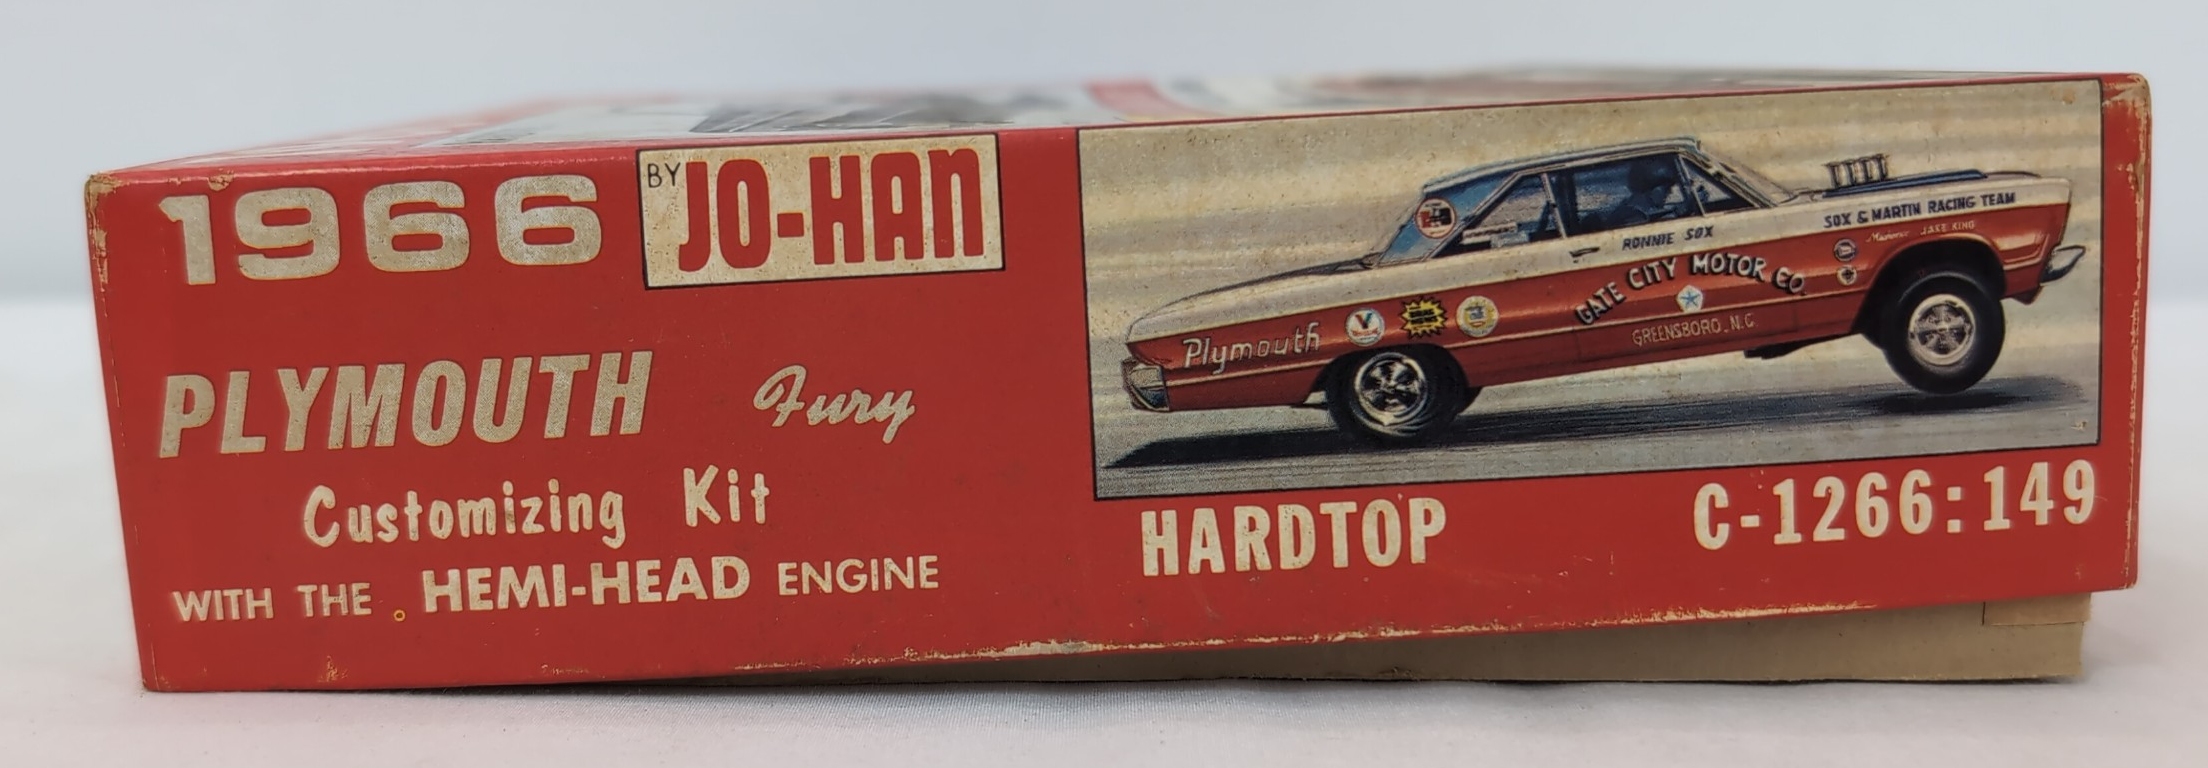 1966
BY JO-HAN
PLYMOUTH Fury
Customizing Kit
WITH THE HEMI-HEAD ENGINE
SOX & MARTIN RACING TEAM
JAKE KING
RONNIE SOX
GATE CITY MOTOR CO.
GREENSBORO, N.C
Plymouth
HARDTOP
C-1266:149